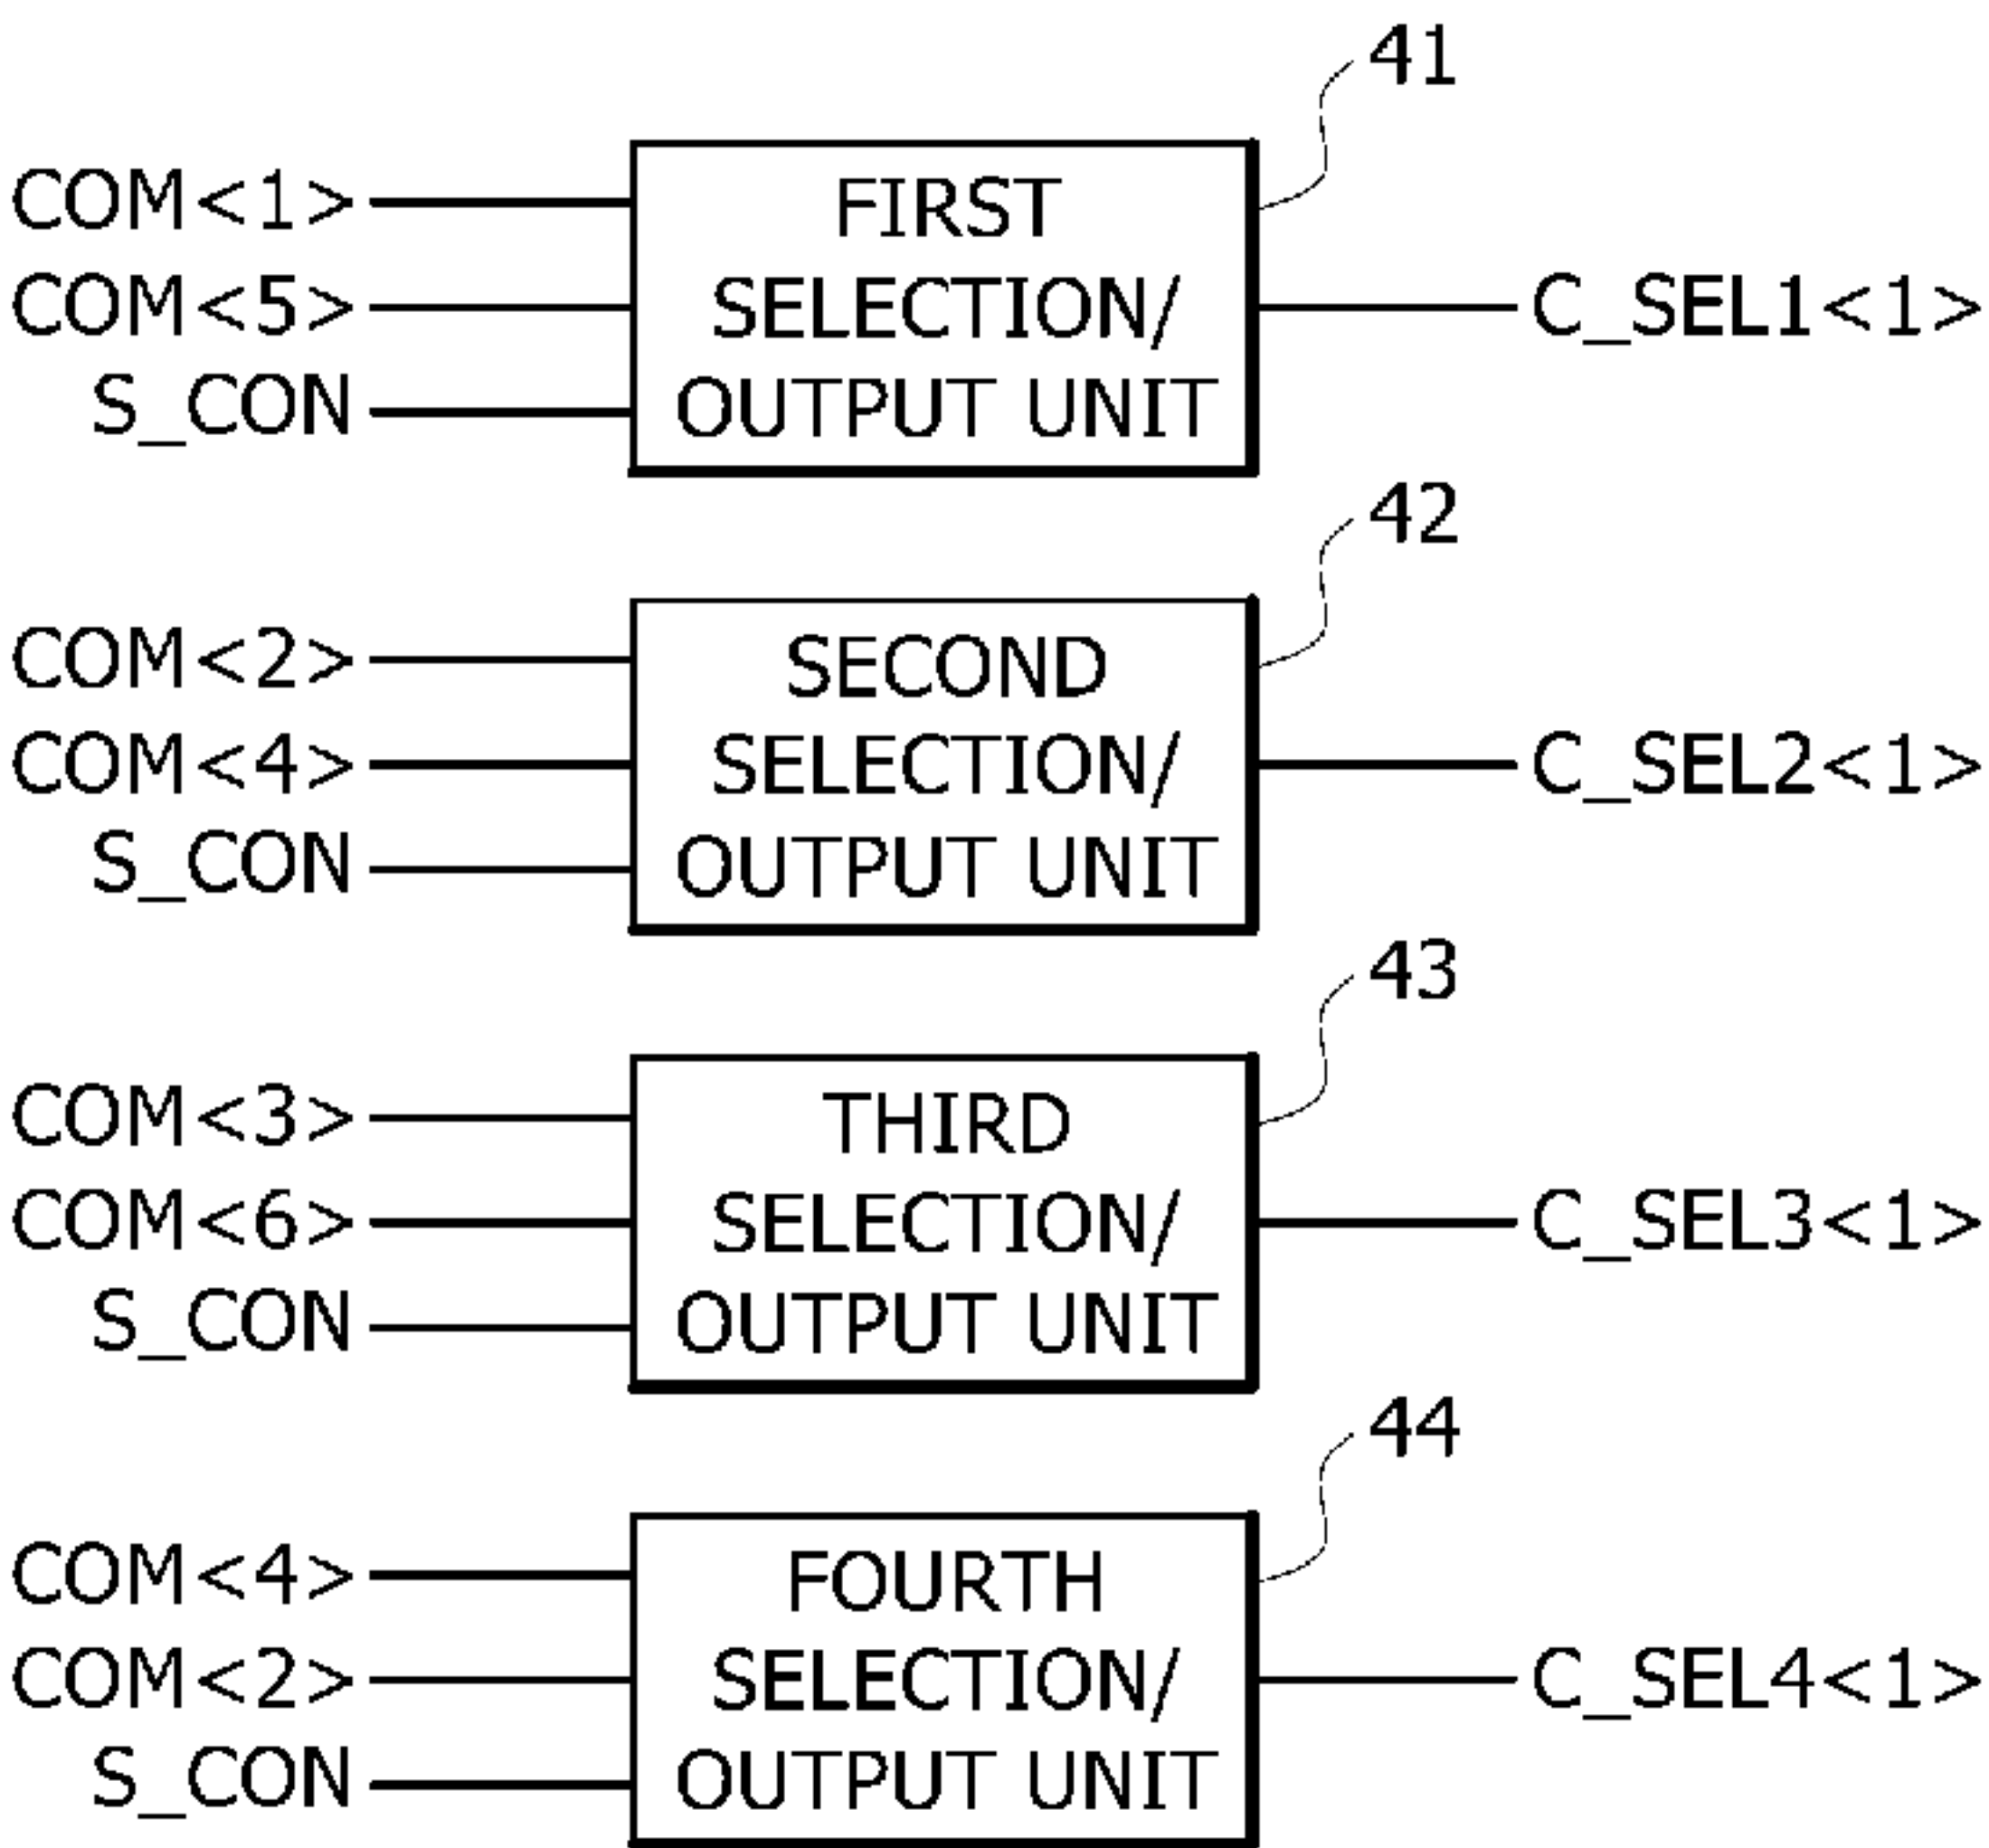 41
COM<1>
COM<5>
S_CON
FIRST
SELECTION/
OUTPUT UNIT
C_SEL1<1>
42
COM<2>
COM<4>
S_CON
SECOND
SELECTION/
OUTPUT UNIT
C_SEL2<1>
43
COM<3>
COM<6>
S_CON
THIRD
SELECTION/
OUTPUT UNIT
C_SEL3<1>
44
COM<4>
COM<2>
S_CON
FOURTH
SELECTION/
OUTPUT UNIT
C_SEL4<1>